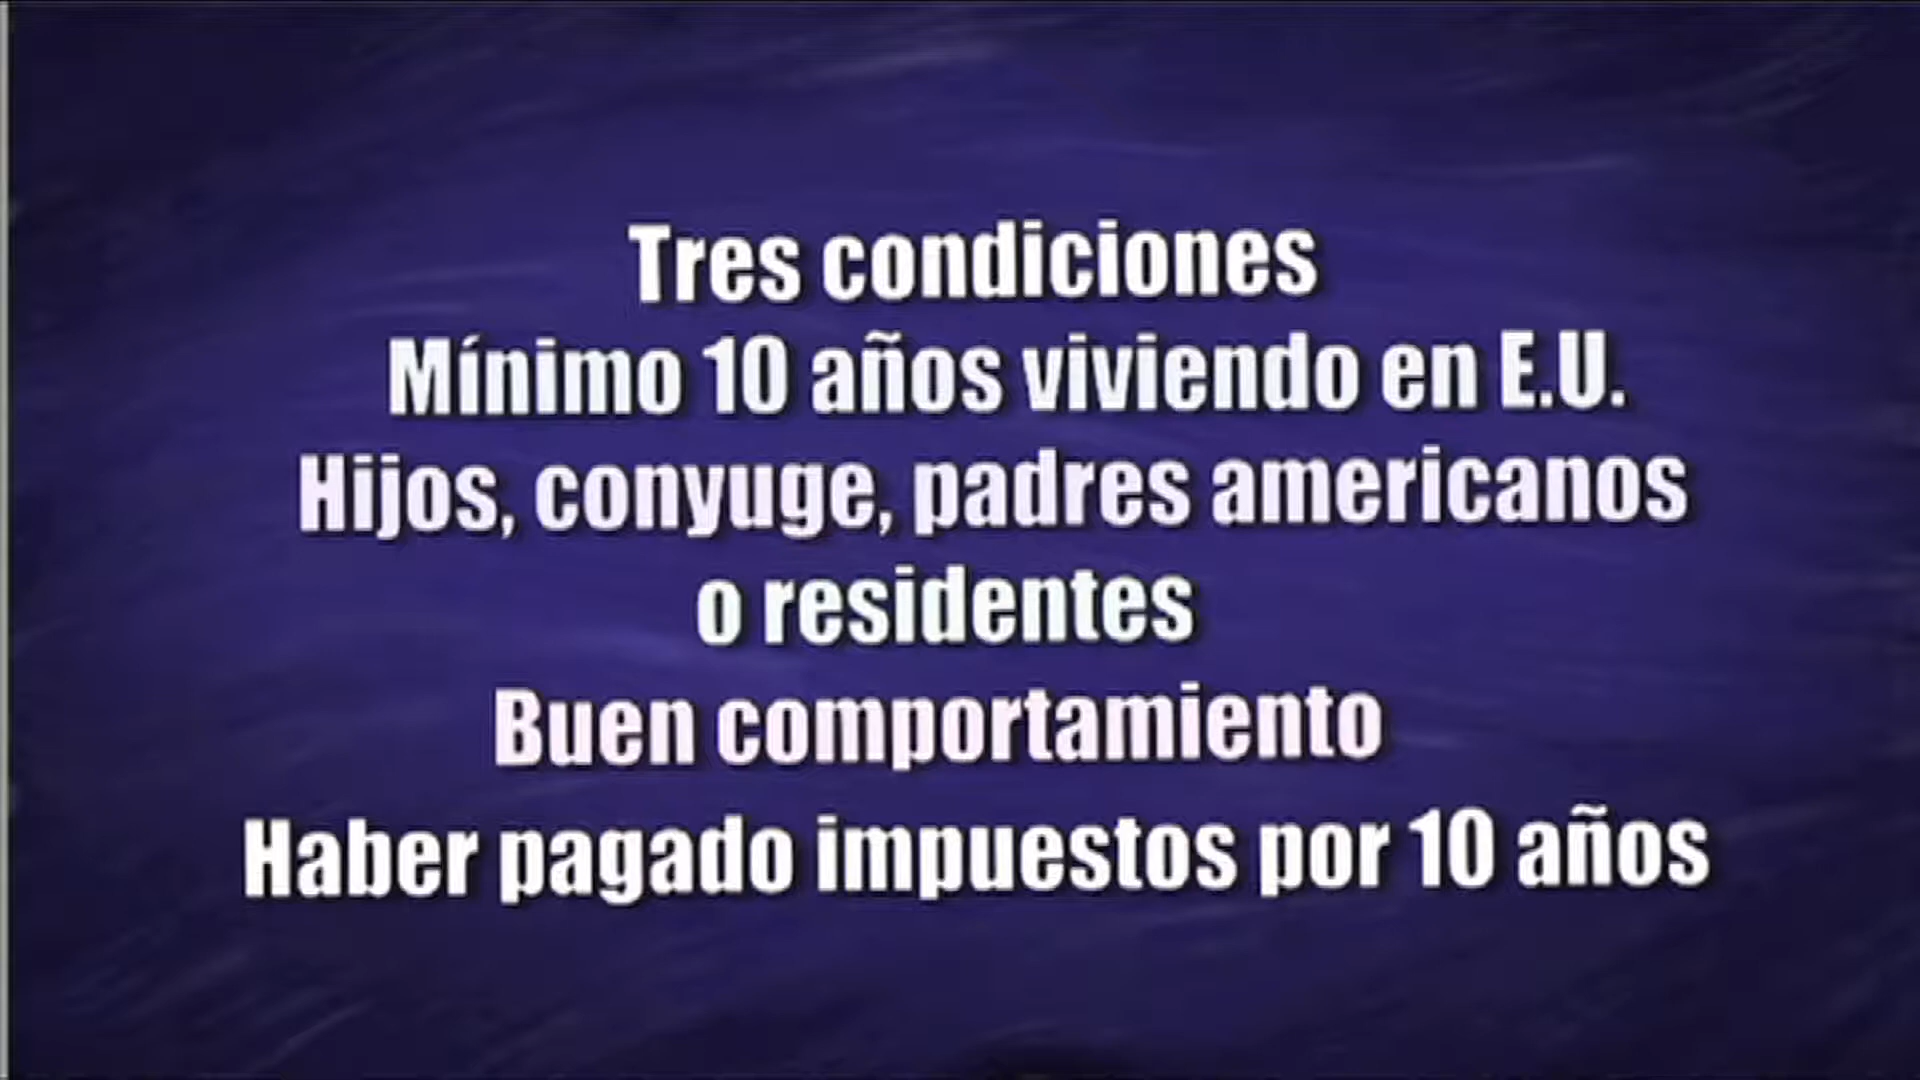 Tres condiciones
Mínimo 10 años viviendo en E.U.
Hijos, conyuge, padres americanos
o residentes
Buen comportamiento
Haber pagado impuestos por 10 años